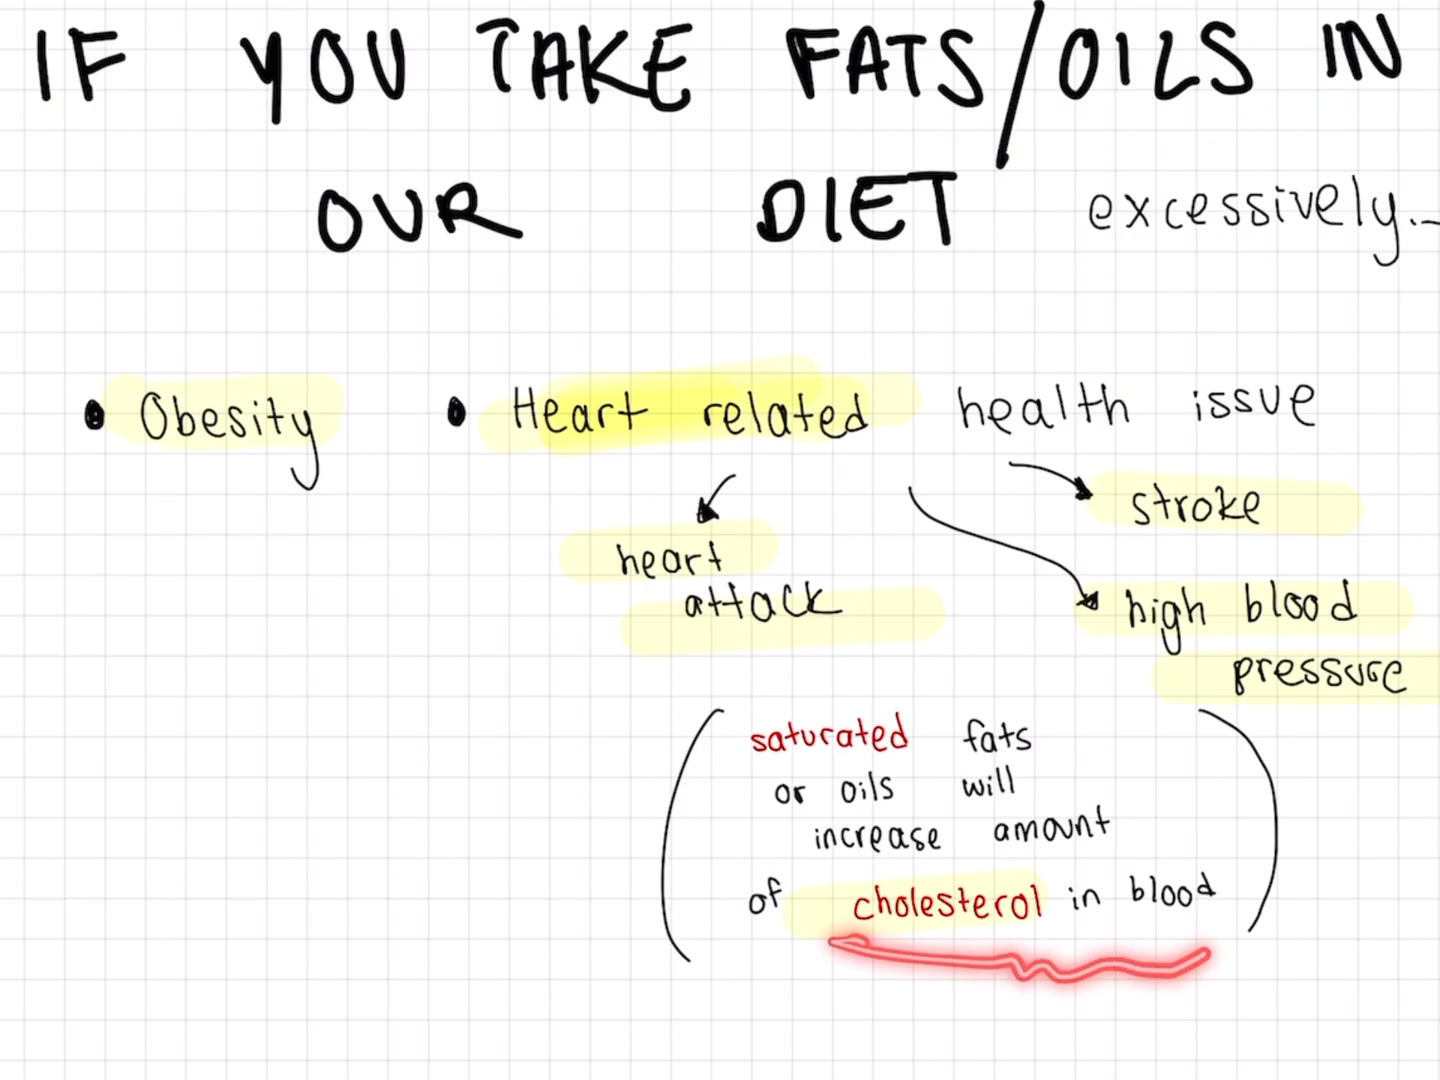 IF YOU TAKE FATS/OILS IN
OUR DIET excessively..
• Obesity • Heart related health issue
stroke
heart
attack
high blood
pressure
(saturated fats
or oils will
increase amount
of cholesterol in blood)